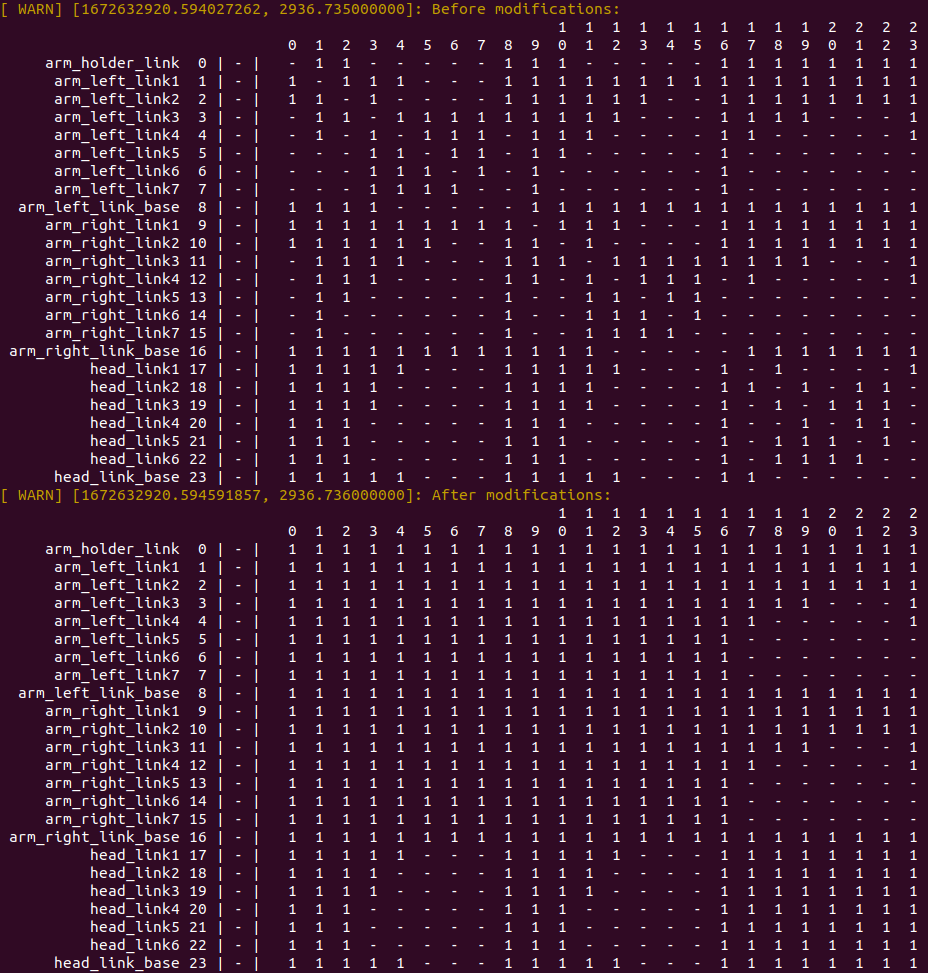 [ WARN] [1672632920.594027262, 2936.735000000]: Before modifications:
1 1 1 1 1 1 1 1 1 1 2 2 2 2
0 1 2 3 4 5 6 7 8 9 0 1 2 3 4 5 6 7 8 9 0 1 2 3
arm_holder_link 0 | - | - 1 1 - - - - - 1 1 1 - - - - - 1 1 1 1 1 1 1 1
arm_left_link1 1 | - | 1 - 1 1 1 - - - 1 1 1 1 1 1 1 1 1 1 1 1 1 1 1 1
arm_left_link2 2 | - | 1 1 - 1 - - - - 1 1 1 1 1 1 - - 1 1 1 1 1 1 1 1
arm_left_link3 3 | - | - 1 1 - 1 1 1 1 1 1 1 1 1 - - - 1 1 1 1 - - - 1
arm_left_link4 4 | - | - 1 - 1 - 1 1 1 - 1 1 1 - - - - 1 1 - - - - - 1
arm_left_link5 5 | - | - - - 1 1 - 1 1 - 1 1 - - - - - 1 - - - - - - -
arm_left_link6 6 | - | - - - 1 1 1 - 1 - 1 - - - - - - 1 - - - - - - -
arm_left_link7 7 | - | - - - 1 1 1 1 - - 1 - - - - - - 1 - - - - - - -
arm_left_link_base 8 | - | 1 1 1 1 - - - - - 1 1 1 1 1 1 1 1 1 1 1 1 1 1 1
arm_right_link1 9 | - | 1 1 1 1 1 1 1 1 1 - 1 1 1 - - - 1 1 1 1 1 1 1 1
arm_right_link2 10 | - | 1 1 1 1 1 1 - - 1 1 - 1 - - - - 1 1 1 1 1 1 1 1
arm_right_link3 11 | - | - 1 1 1 1 - - - 1 1 1 - 1 1 1 1 1 1 1 1 - - - 1
arm_right_link4 12 | - | - 1 1 1 - - - - 1 1 - 1 - 1 1 1 - 1 - - - - - 1
arm_right_link5 13 | - | - 1 1 - - - - - 1 - - 1 1 - 1 1 - - - - - - - -
arm_right_link6 14 | - | - 1 - - - - - - 1 - - 1 1 1 - 1 - - - - - - - -
arm_right_link7 15 | - | - 1 - - - - - - 1 - - 1 1 1 1 - - - - - - - - -
arm_right_link_base 16 | - | 1 1 1 1 1 1 1 1 1 1 1 1 - - - - - 1 1 1 1 1 1 1
head_link1 17 | - | 1 1 1 1 1 - - - 1 1 1 1 1 - - - 1 - 1 - - - - 1
head_link2 18 | - | 1 1 1 1 - - - - 1 1 1 1 - - - - 1 1 - 1 - 1 1 -
head_link3 19 | - | 1 1 1 1 - - - - 1 1 1 1 - - - - 1 - 1 - 1 1 1 -
head_link4 20 | - | 1 1 1 - - - - - 1 1 1 - - - - - 1 - - 1 - 1 1 -
head_link5 21 | - | 1 1 1 - - - - - 1 1 1 - - - - - 1 - 1 1 1 - 1 -
head_link6 22 | - | 1 1 1 - - - - - 1 1 1 - - - - - 1 - 1 1 1 1 - -
head_link_base 23 | - | 1 1 1 1 1 - - - 1 1 1 1 1 - - - 1 1 - - - - - -
[ WARN] [1672632920.594591857, 2936.736000000]: After modifications:
1 1 1 1 1 1 1 1 1 1 2 2 2 2
0 1 2 3 4 5 6 7 8 9 0 1 2 3 4 5 6 7 8 9 0 1 2 3
arm_holder_link 0 | - | 1 1 1 1 1 1 1 1 1 1 1 1 1 1 1 1 1 1 1 1 1 1 1 1
arm_left_link1 1 | - | 1 1 1 1 1 1 1 1 1 1 1 1 1 1 1 1 1 1 1 1 1 1 1 1
arm_left_link2 2 | - | 1 1 1 1 1 1 1 1 1 1 1 1 1 1 1 1 1 1 1 1 1 1 1 1
arm_left_link3 3 | - | 1 1 1 1 1 1 1 1 1 1 1 1 1 1 1 1 1 1 1 1 - - - 1
arm_left_link4 4 | - | 1 1 1 1 1 1 1 1 1 1 1 1 1 1 1 1 1 1 - - - - - 1
arm_left_link5 5 | - | 1 1 1 1 1 1 1 1 1 1 1 1 1 1 1 1 1 - - - - - - -
arm_left_link6 6 | - | 1 1 1 1 1 1 1 1 1 1 1 1 1 1 1 1 1 - - - - - - -
arm_left_link7 7 | - | 1 1 1 1 1 1 1 1 1 1 1 1 1 1 1 1 1 - - - - - - -
arm_left_link_base 8 | - | 1 1 1 1 1 1 1 1 1 1 1 1 1 1 1 1 1 1 1 1 1 1 1 1
arm_right_link1 9 | - | 1 1 1 1 1 1 1 1 1 1 1 1 1 1 1 1 1 1 1 1 1 1 1 1
arm_right_link2 10 | - | 1 1 1 1 1 1 1 1 1 1 1 1 1 1 1 1 1 1 1 1 1 1 1 1
arm_right_link3 11 | - | 1 1 1 1 1 1 1 1 1 1 1 1 1 1 1 1 1 1 1 1 - - - 1
arm_right_link4 12 | - | 1 1 1 1 1 1 1 1 1 1 1 1 1 1 1 1 1 1 - - - - - 1
arm_right_link5 13 | - | 1 1 1 1 1 1 1 1 1 1 1 1 1 1 1 1 1 - - - - - - -
arm_right_link6 14 | - | 1 1 1 1 1 1 1 1 1 1 1 1 1 1 1 1 1 - - - - - - -
arm_right_link7 15 | - | 1 1 1 1 1 1 1 1 1 1 1 1 1 1 1 1 1 - - - - - - -
arm_right_link_base 16 | - | 1 1 1 1 1 1 1 1 1 1 1 1 1 1 1 1 1 1 1 1 1 1 1 1
head_link1 17 | - | 1 1 1 1 1 - - - 1 1 1 1 1 - - - 1 1 1 1 1 1 1 1
head_link2 18 | - | 1 1 1 1 - - - - 1 1 1 1 - - - - 1 1 1 1 1 1 1 1
head_link3 19 | - | 1 1 1 1 - - - - 1 1 1 1 - - - - 1 1 1 1 1 1 1 1
head_link4 20 | - | 1 1 1 - - - - - 1 1 1 - - - - - 1 1 1 1 1 1 1 1
head_link5 21 | - | 1 1 1 - - - - - 1 1 1 - - - - - 1 1 1 1 1 1 1 1
head_link6 22 | - | 1 1 1 - - - - - 1 1 1 - - - - - 1 1 1 1 1 1 1 1
head_link_base 23 | - | 1 1 1 1 1 - - - 1 1 1 1 1 - - - 1 1 1 1 1 1 1 1